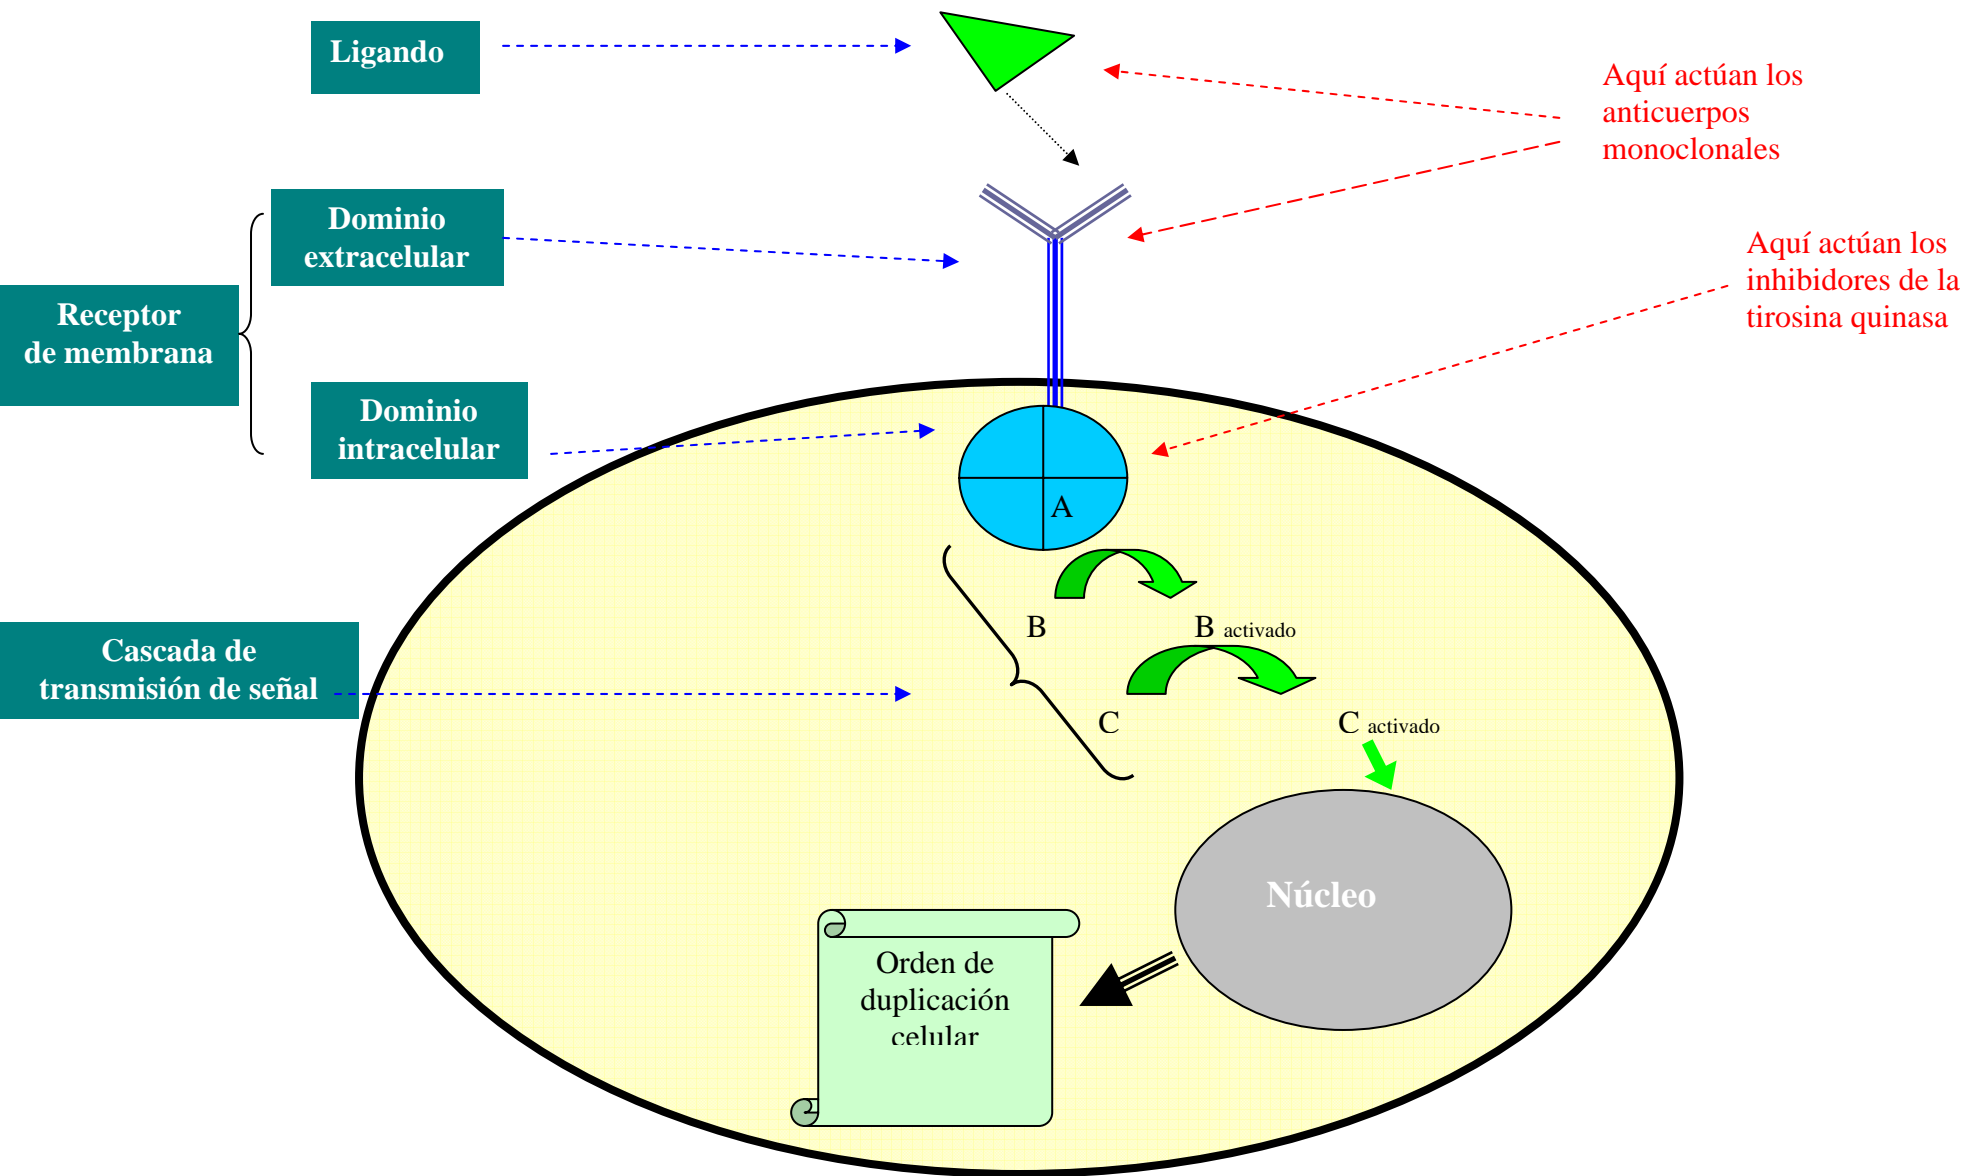 Ligando
Aquí actúan los
anticuerpos
monoclonales
Dominio
extracelular
Aquí actúan los
inhibidores de la
tirosina quinasa
Receptor
de membrana
Dominio
intracelular
A
B
B activado
Cascada de
transmisión de señal
C
C activado
Núcleo
Orden de
duplicación
celular